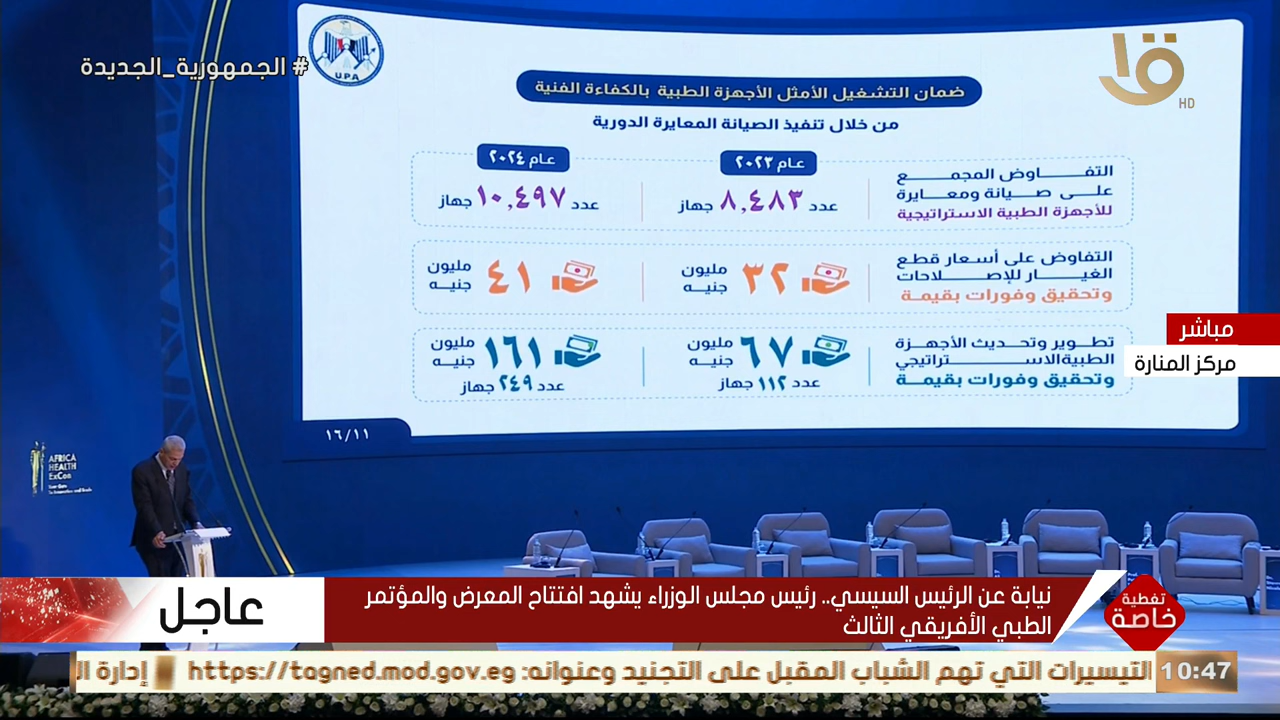 #الجمهورية_الجديدة
U.P.A
HD
ضمان التشغيل الأمثل الأجهزة الطبية بالكفاءة الفنية
من خلال تنفيذ الصيانة المعايرة الدورية
عام ٢٠٢٣
عام ٢٠٢٤
التفاوض المجمع
على صيانة ومعايرة
للأجهزة الطبية الاستراتيجية
عدد ٨,٤٨٣ جهاز
عدد ١٠,٤٩٧ جهاز
التفاوض على أسعار قطع
الغيار للإصلاحات
وتحقيق وفورات بقيمة
٣٢ مليون جنيه
٤١ مليون جنيه
تطوير وتحديث الأجهزة
الطبيةالاستراتيجي
وتحقيق وفورات بقيمة
٦٧ مليون جنيه
عدد ١١٢ جهاز
١٦١ مليون جنيه
عدد ٢٤٩ جهاز
١٦/١١
مباشر
مركز المنارة
AFRICA
HEALTH
ExCon
تغطية
خاصة
نيابة عن الرئيس السيسي.. رئيس مجلس الوزراء يشهد افتتاح المعرض والمؤتمر
الطبي الأفريقي الثالث
عاجل
10:47
التيسيرات التي تهم الشباب المقبل على التجنيد وعنوانه: https://tagned.mod.gov.eg إدارة